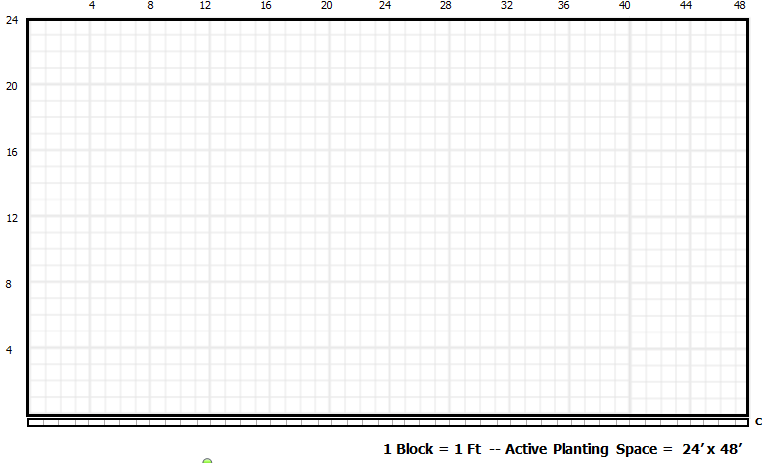 4 8 12 16 20 24 28 32 36 40 44 48
24
20
16
12
8
4
C
1 Block = 1 Ft -- Active Planting Space = 24’ x 48’